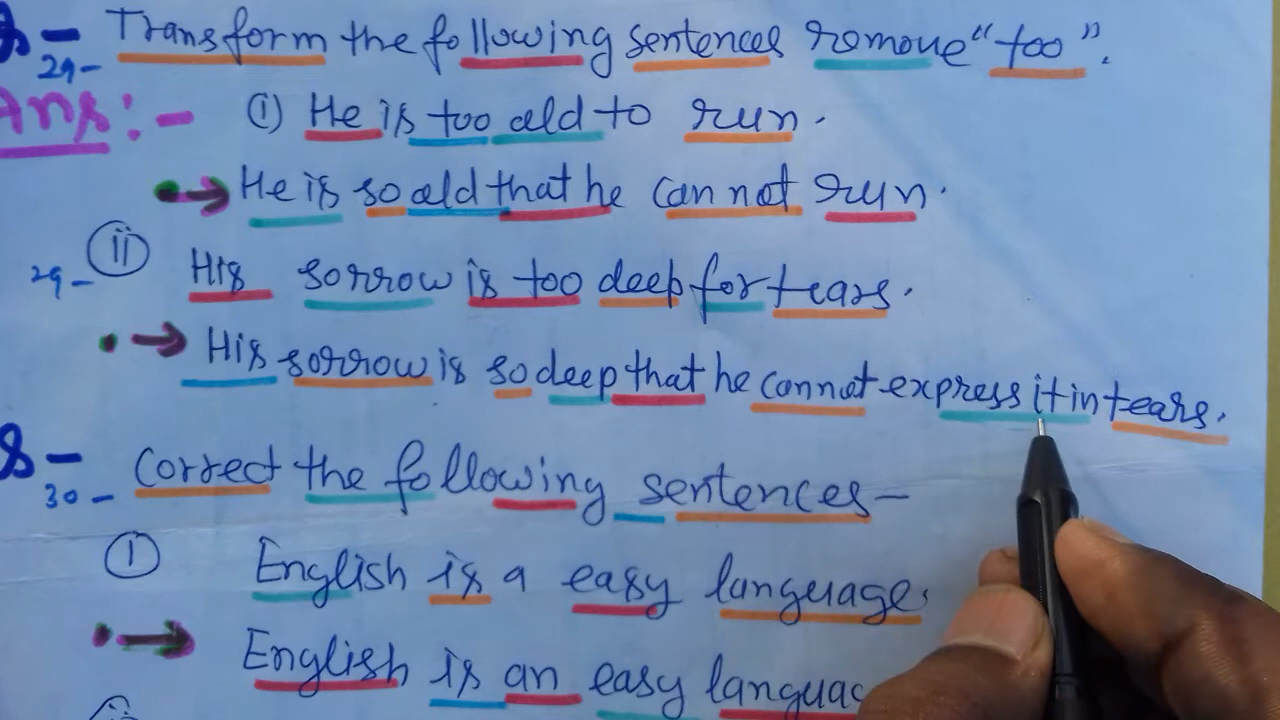 29- Transform the following sentences remove "too".
Ans:- (i) He is too old to run.
He is so old that he can not run.
29- (ii) His sorrow is too deep for tears.
His sorrow is so deep that he cannot express it in tears.
30- Correct the following sentences-
(i) English is a easy language.
English is an easy languag